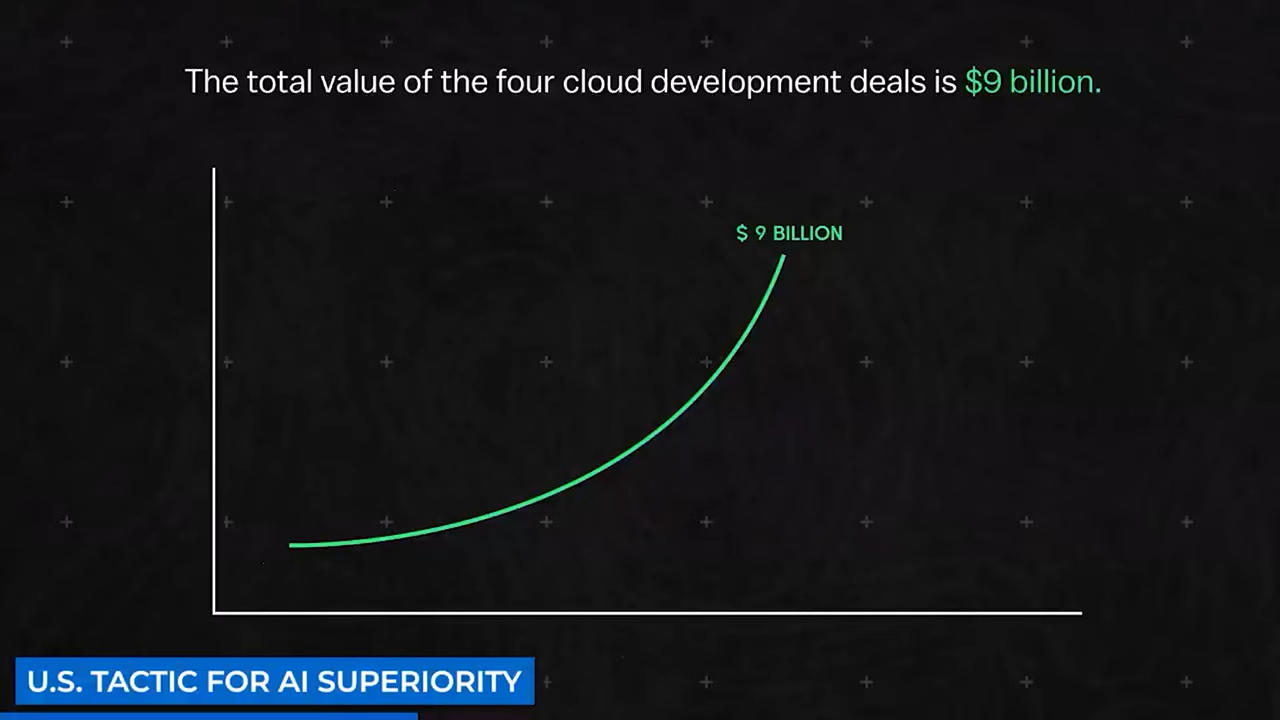 The total value of the four cloud development deals is $9 billion.
$ 9 BILLION
U.S. TACTIC FOR AI SUPERIORITY